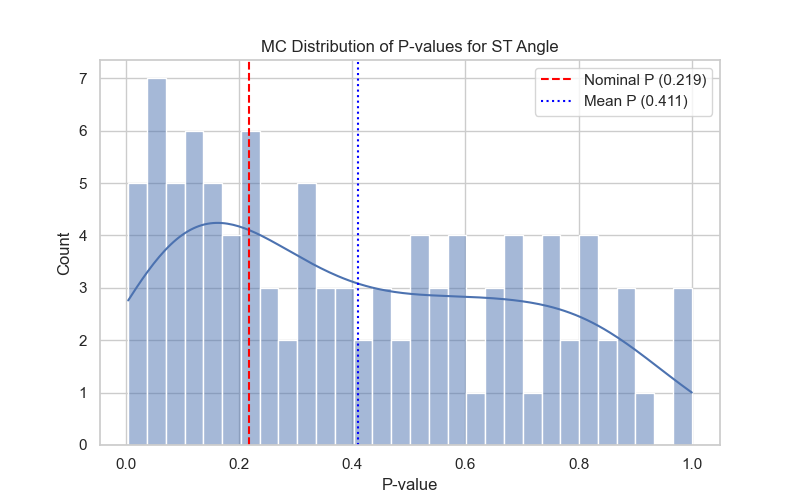 MC Distribution of P-values for ST Angle
Nominal P (0.219)
Mean P (0.411)
7
6
5
4
3
2
1
0
Count
0.0 0.2 0.4 0.6 0.8 1.0
P-value